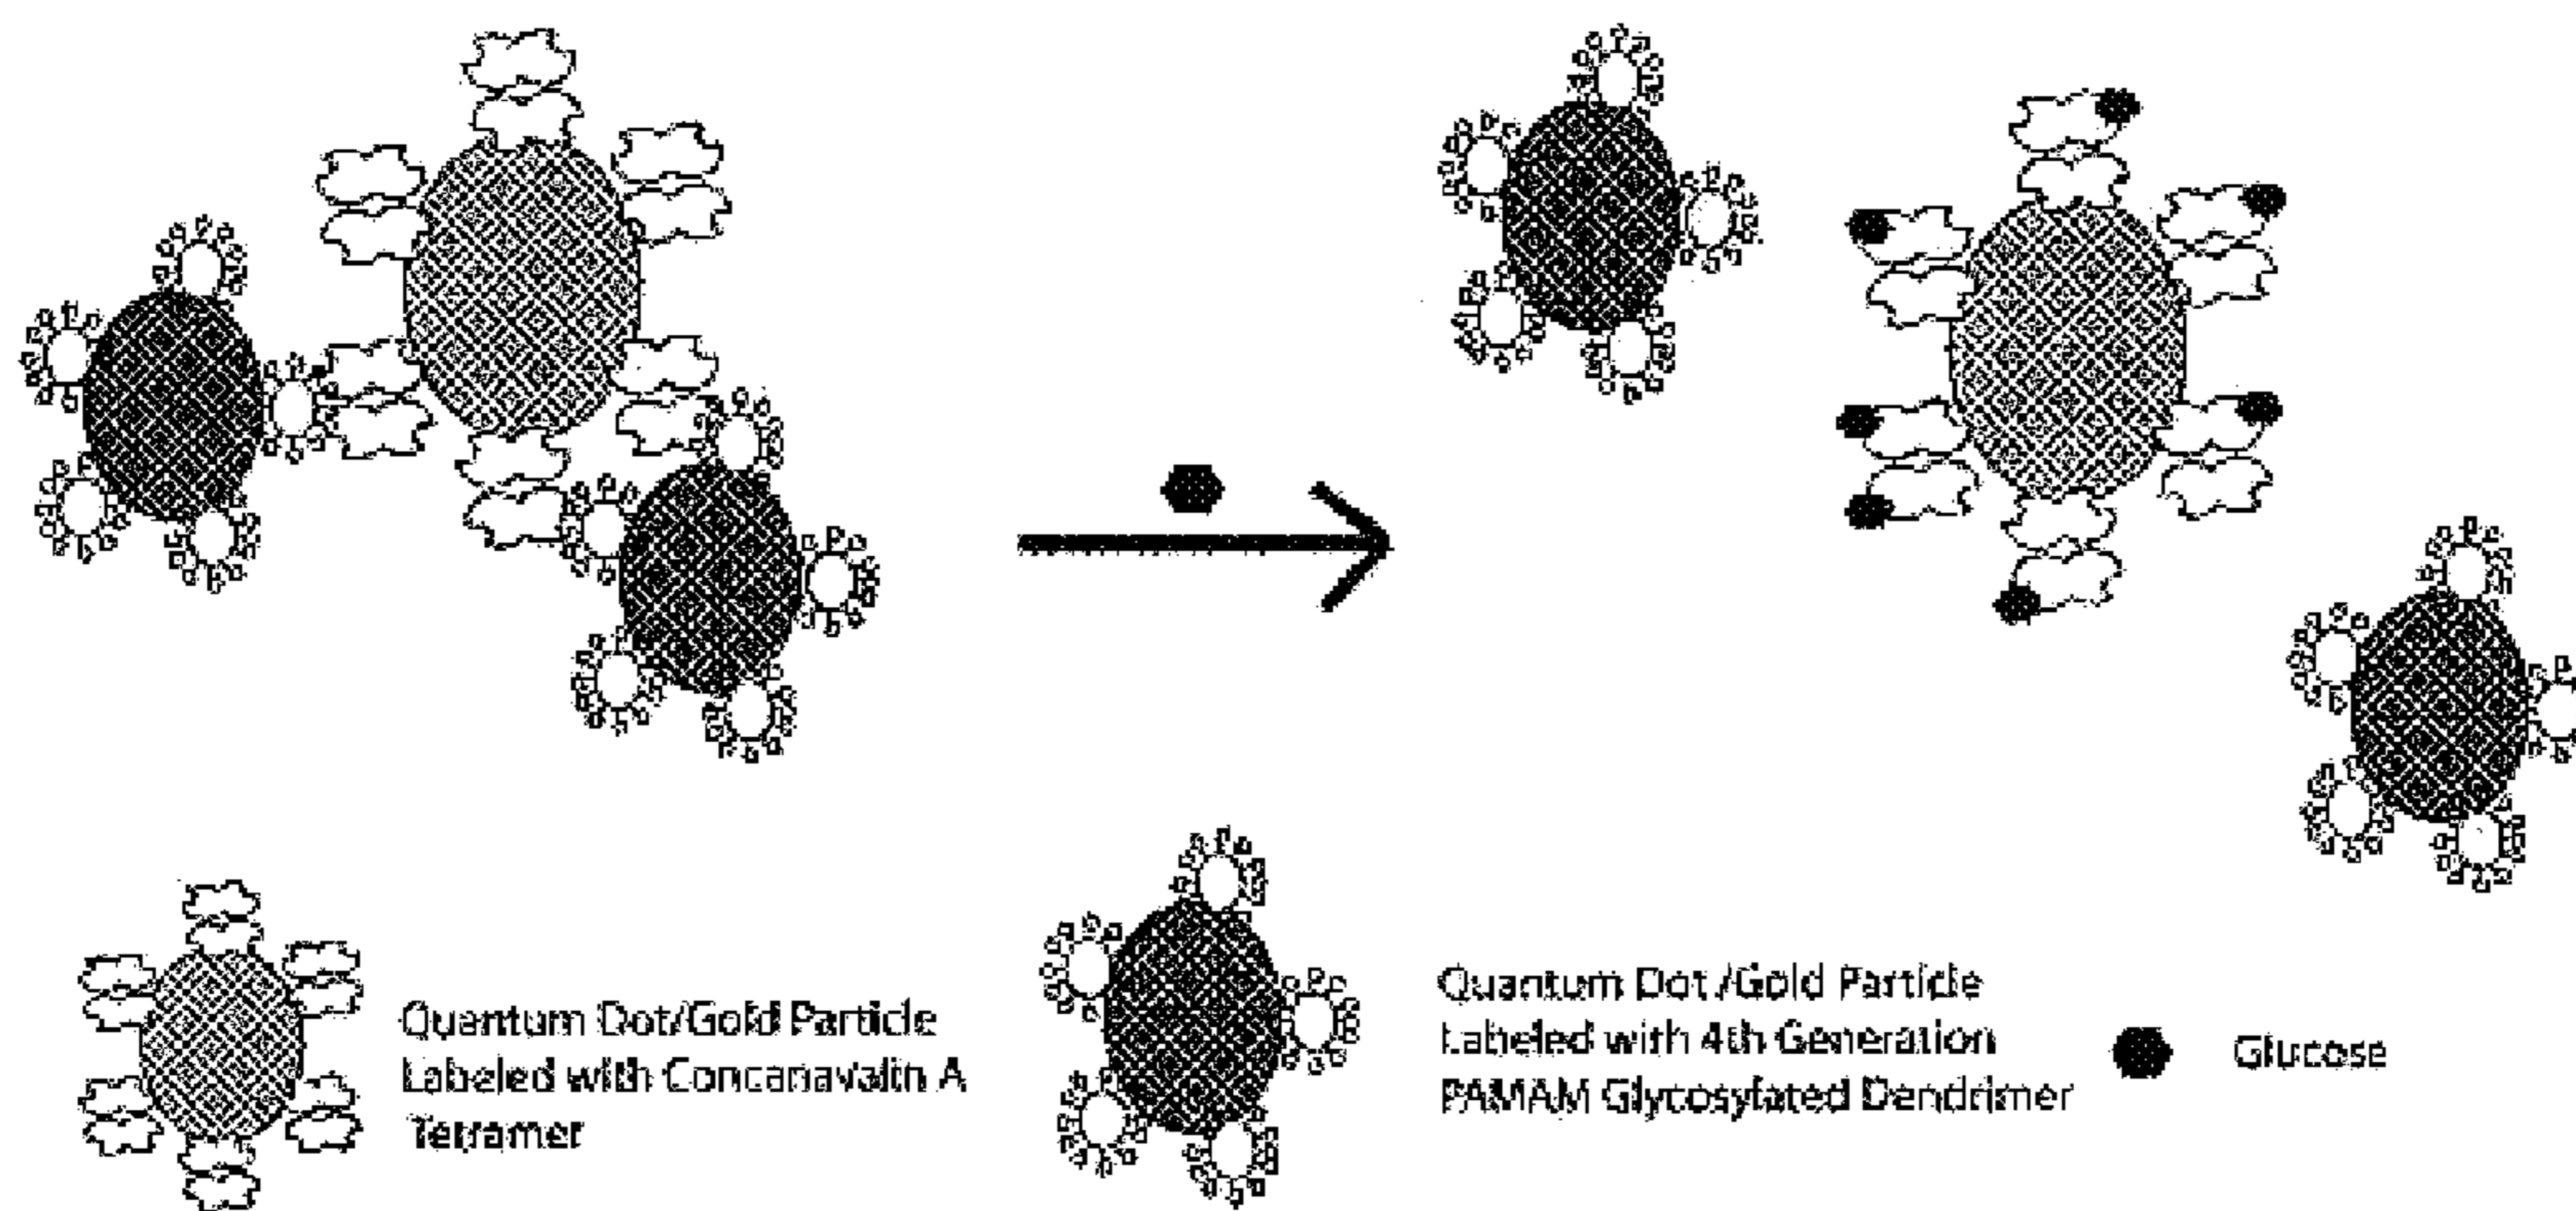 Quantum Dot/Gold Particle
Labeled with Concanavalin A
Tetramer
Quantum Dot /Gold Particle
Labeled with 4th Generation
PAMAM Glycosylated Dendrimer
Glucose